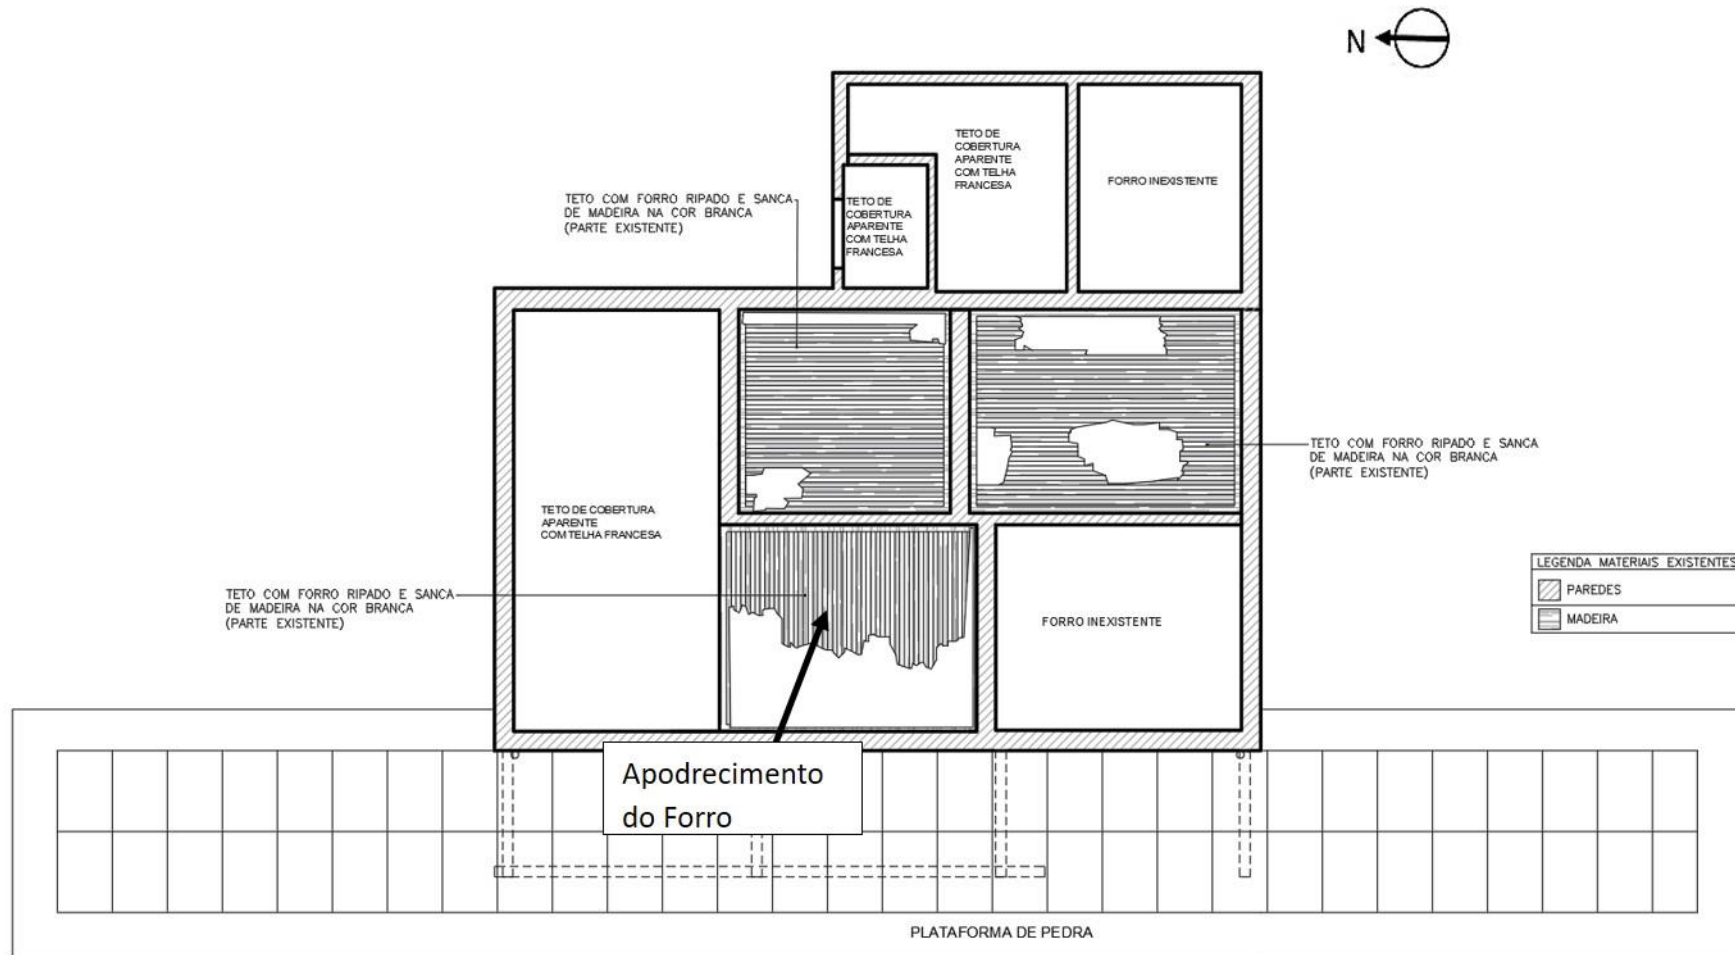 N
TETO DE
COBERTURA
APARENTE
COM TELHA
FRANCESA
FORRO INEXISTENTE
TETO COM FORRO RIPADO E SANCA
DE MADEIRA NA COR BRANCA
(PARTE EXISTENTE)
TETO DE
COBERTURA
APARENTE
COM TELHA
FRANCESA
TETO COM FORRO RIPADO E SANCA
DE MADEIRA NA COR BRANCA
(PARTE EXISTENTE)
TETO DE COBERTURA
APARENTE
COM TELHA FRANCESA
LEGENDA MATERIAIS EXISTENTES
PAREDES
MADEIRA
TETO COM FORRO RIPADO E SANCA
DE MADEIRA NA COR BRANCA
(PARTE EXISTENTE)
FORRO INEXISTENTE
Apodrecimento
do Forro
PLATAFORMA DE PEDRA